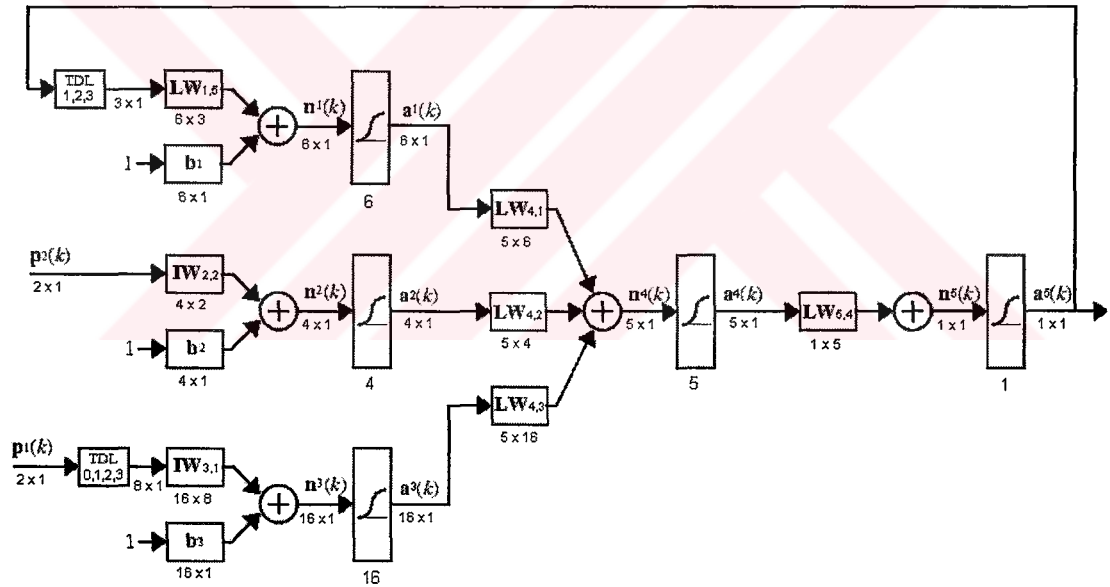 TDL
1,2,3
3 x 1
LW1,5
6 x 3
1
b1
6 x 1
n1(k)
6 x 1
6
a1(k)
6 x 1
LW4,1
5 x 6
p2(k)
2 x 1
IW2,2
4 x 2
1
b2
4 x 1
n2(k)
4 x 1
4
a2(k)
4 x 1
LW4,2
5 x 4
n4(k)
5 x 1
5
a4(k)
5 x 1
LW5,4
1 x 5
n5(k)
1 x 1
1
a5(k)
1 x 1
LW4,3
5 x 16
p1(k)
2 x 1
TDL
0,1,2,3
8 x 1
IW3,1
16 x 8
1
b3
16 x 1
n3(k)
16 x 1
16
a3(k)
16 x 1